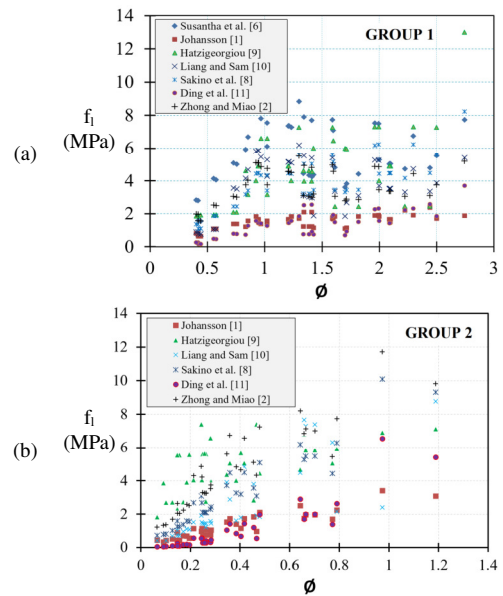 (a)
f_l
(MPa)
14
12
10
8
6
4
2
0
Susantha et al. [6]
Johansson [1]
Hatzigeorgiou [9]
Liang and Sam [10]
Sakino et al. [8]
Ding et al. [11]
Zhong and Miao [2]
GROUP 1
0 0.5 1 1.5 2 2.5 3
Ø
(b)
f_l
(MPa)
14
12
10
8
6
4
2
0
Johansson [1]
Hatzigeorgiou [9]
Liang and Sam [10]
Sakino et al. [8]
Ding et al. [11]
Zhong and Miao [2]
GROUP 2
0 0.2 0.4 0.6 0.8 1 1.2 1.4
Ø